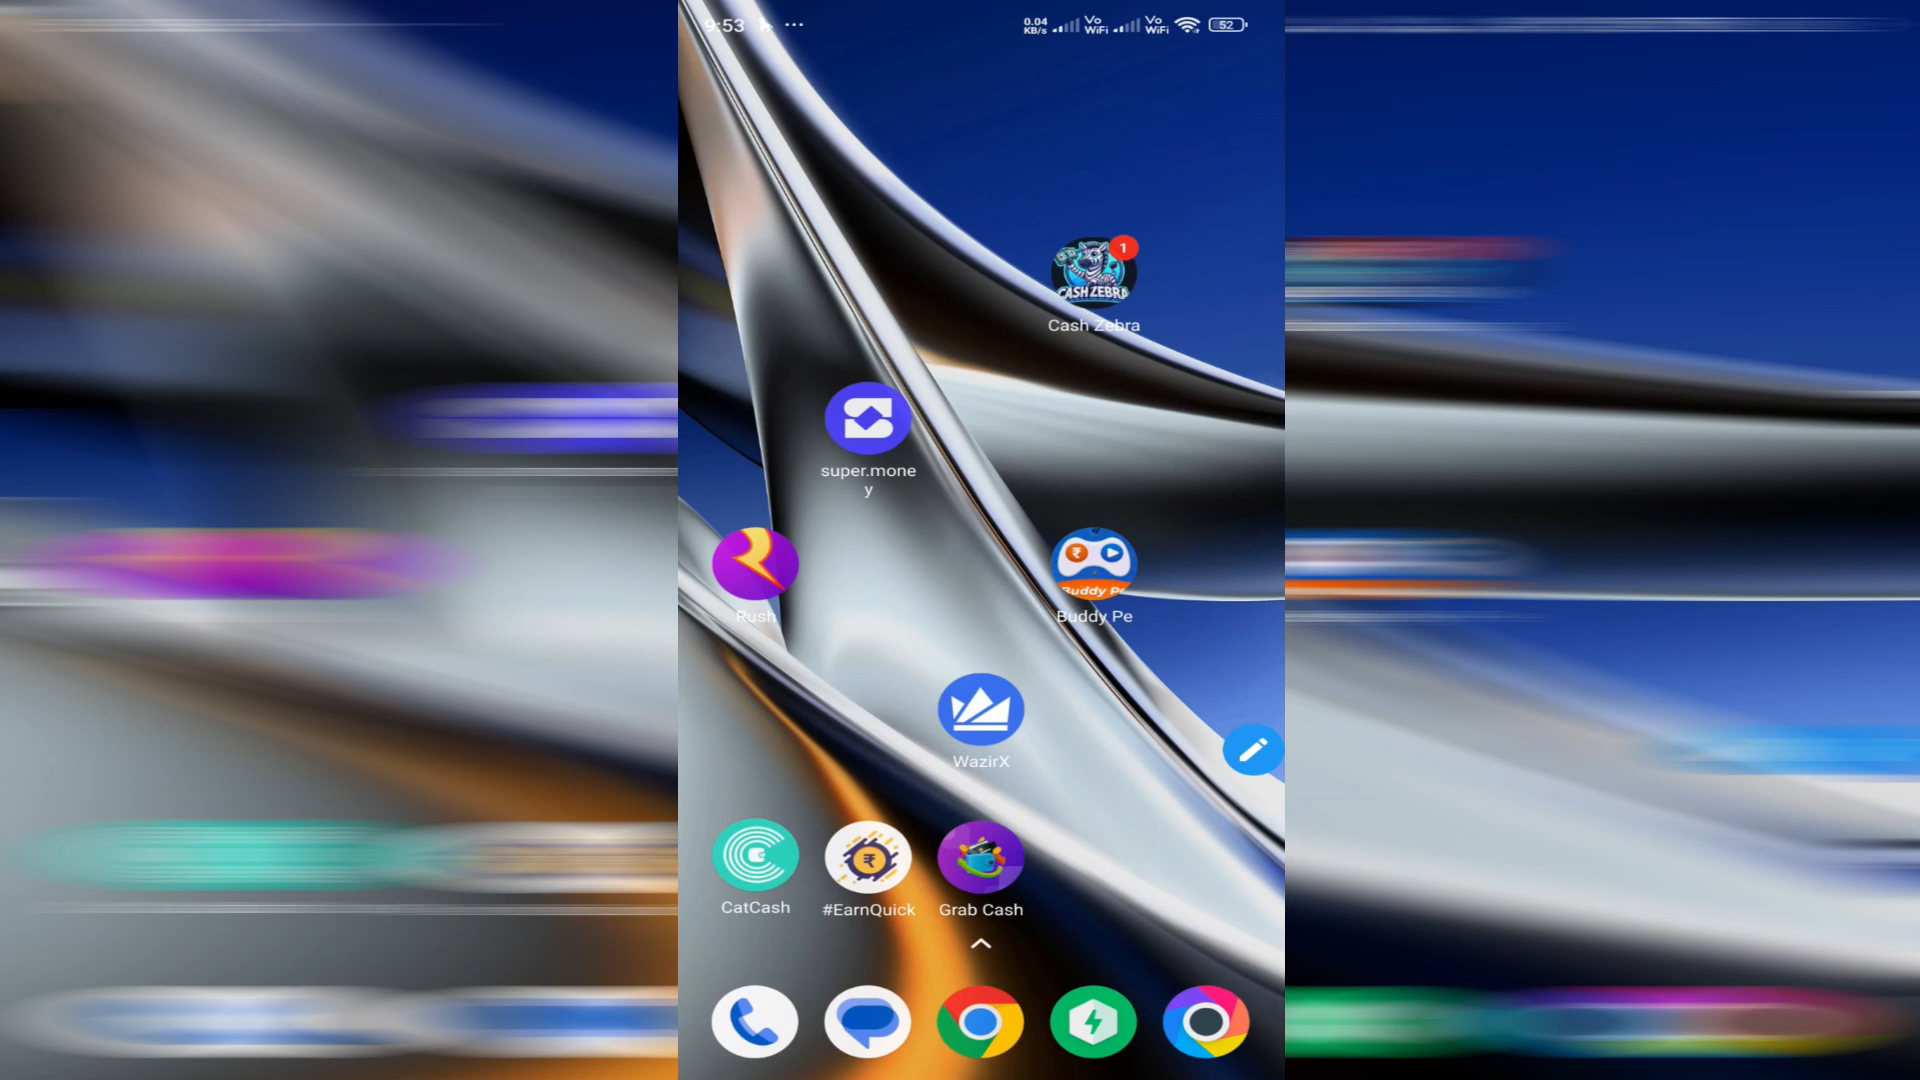 9:53 ...
0.04 KB/s Vo WiFi Vo WiFi 52
1
CASH ZEBRA
Cash Zebra
super.mone
y
₹
Buddy Pe
Rush
Buddy Pe
WazirX
₹
CatCash
#EarnQuick
Grab Cash